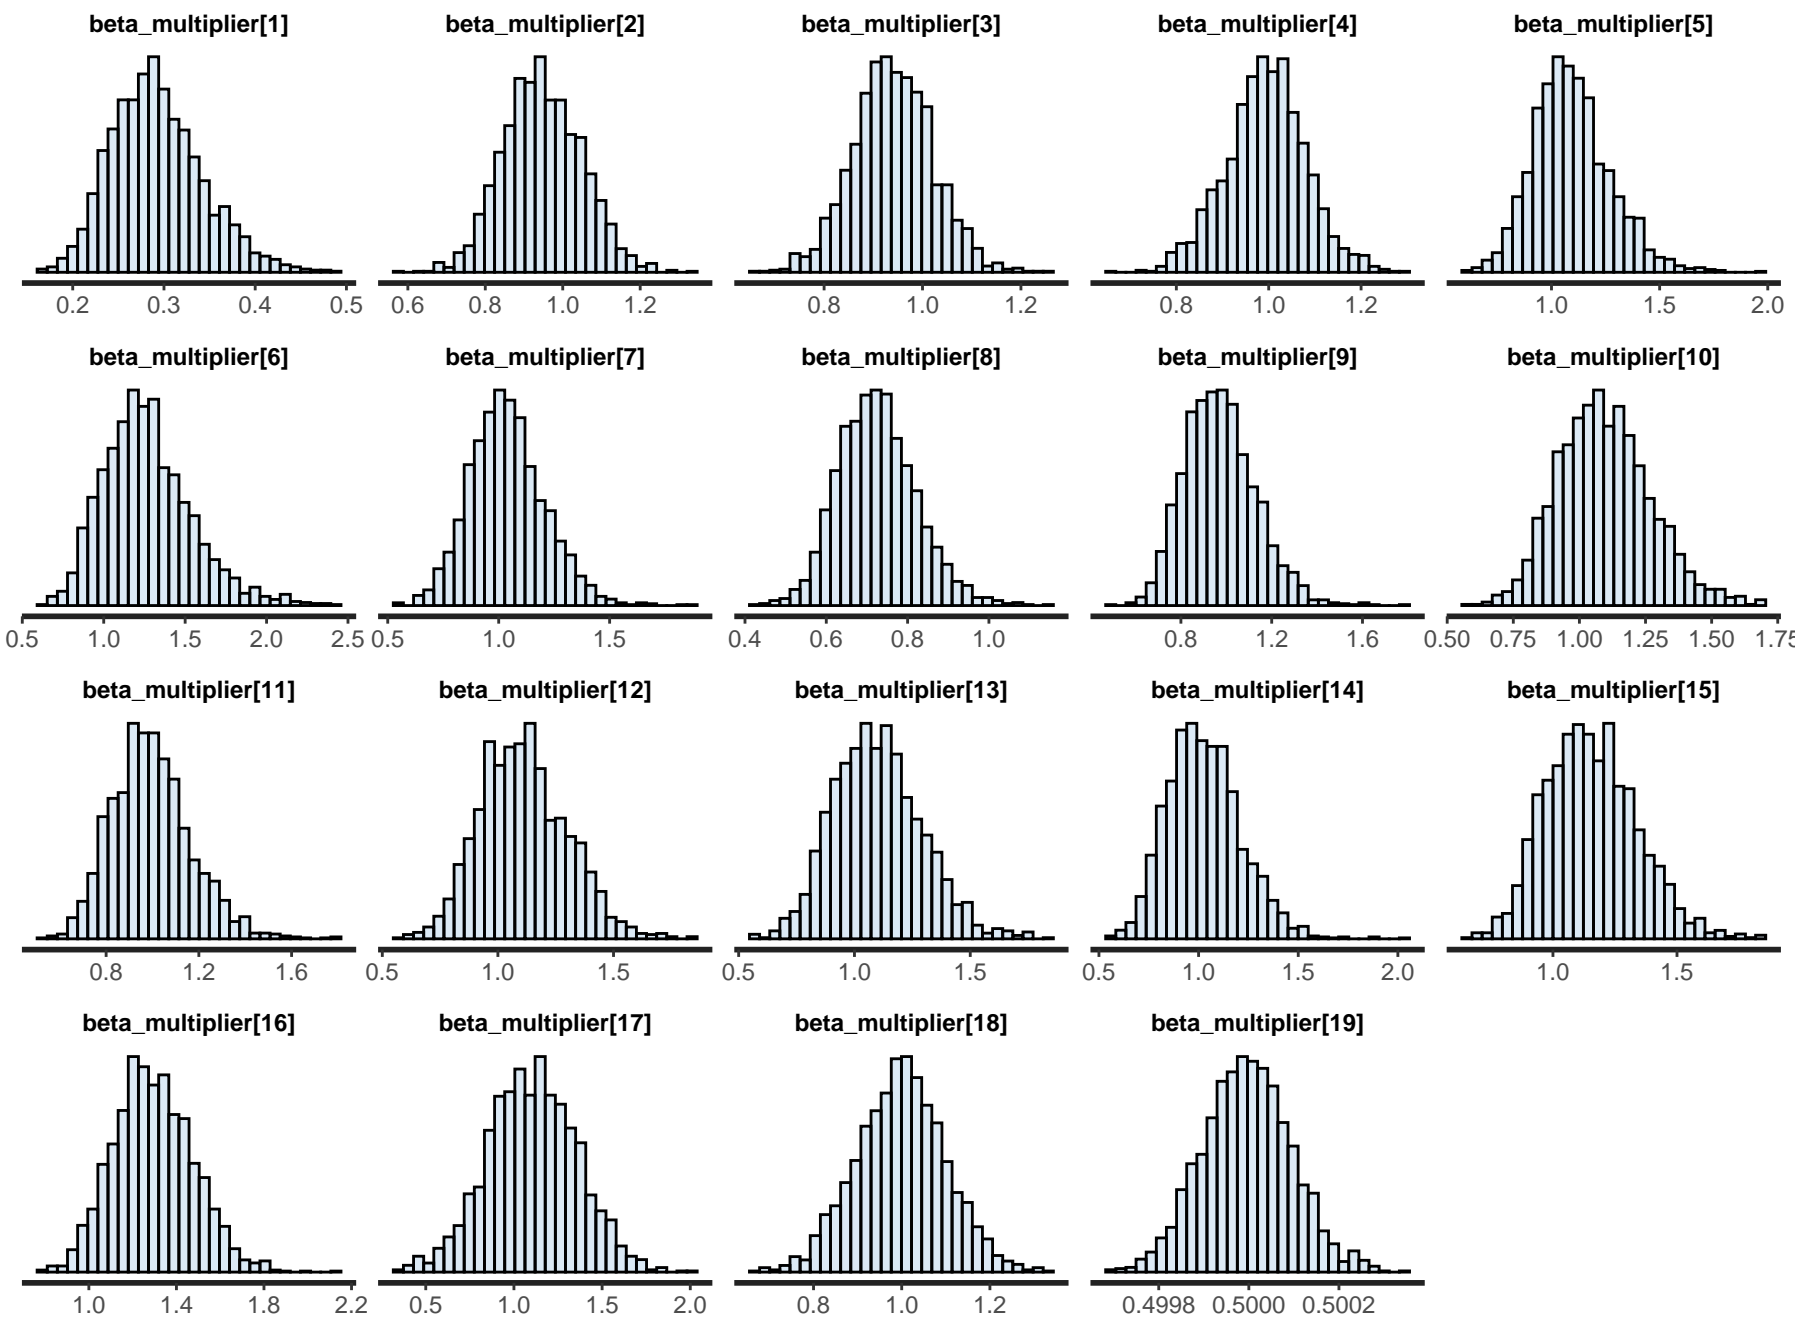 beta_multiplier[1] beta_multiplier[2] beta_multiplier[3] beta_multiplier[4] beta_multiplier[5]
0.2 0.3 0.4 0.5 0.6 0.8 1.0 1.2 0.8 1.0 1.2 0.8 1.0 1.2 1.0 1.5 2.0
beta_multiplier[6] beta_multiplier[7] beta_multiplier[8] beta_multiplier[9] beta_multiplier[10]
0.5 1.0 1.5 2.0 2.5 0.5 1.0 1.5 0.4 0.6 0.8 1.0 0.8 1.2 1.6 0.50 0.75 1.00 1.25 1.50 1.75
beta_multiplier[11] beta_multiplier[12] beta_multiplier[13] beta_multiplier[14] beta_multiplier[15]
0.8 1.2 1.6 0.5 1.0 1.5 0.5 1.0 1.5 0.5 1.0 1.5 2.0 1.0 1.5
beta_multiplier[16] beta_multiplier[17] beta_multiplier[18] beta_multiplier[19]
1.0 1.4 1.8 2.2 0.5 1.0 1.5 2.0 0.8 1.0 1.2 0.4998 0.5000 0.5002